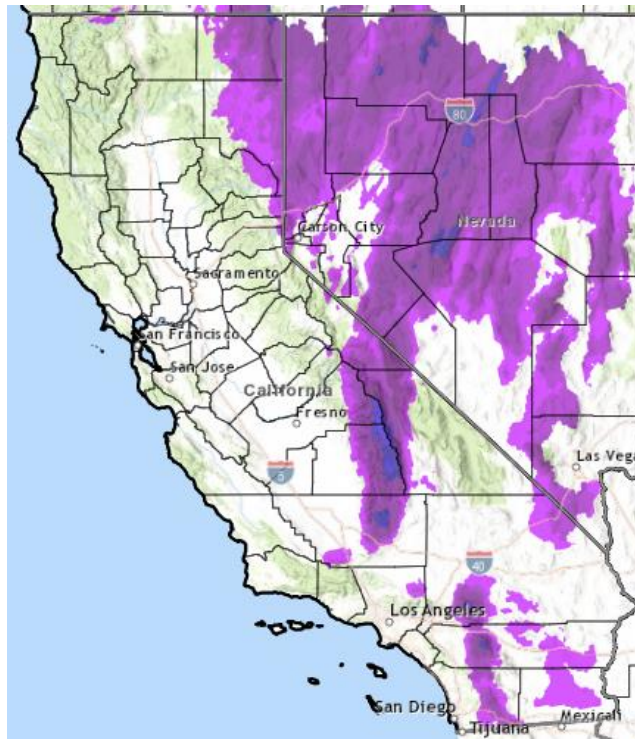 80
Nevada
Carson City
Sacramento
San Francisco
San Jose
California
Fresno
5
Las Vega
40
Los Angeles
San Diego
Mexicali
Tijuana